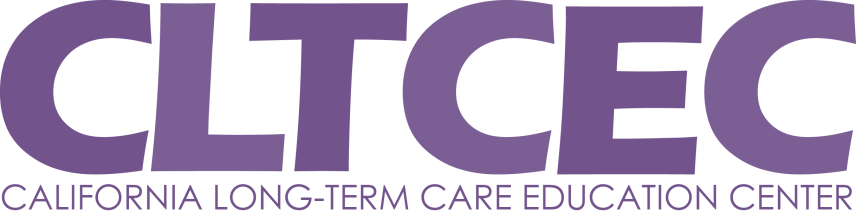 CLTCEC
CALIFORNIA LONG-TERM CARE EDUCATION CENTER